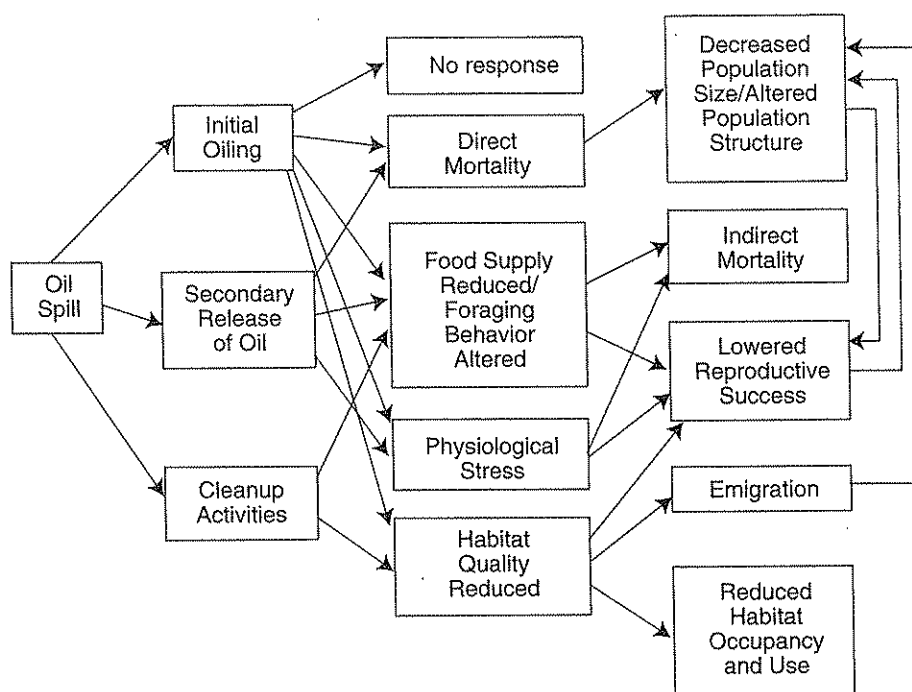 Oil
Spill
Initial
Oiling
Secondary
Release
of Oil
Cleanup
Activities
No response
Direct
Mortality
Food Supply
Reduced/
Foraging
Behavior
Altered
Physiological
Stress
Habitat
Quality
Reduced
Decreased
Population
Size/Altered
Population
Structure
Indirect
Mortality
Lowered
Reproductive
Success
Emigration
Reduced
Habitat
Occupancy
and Use